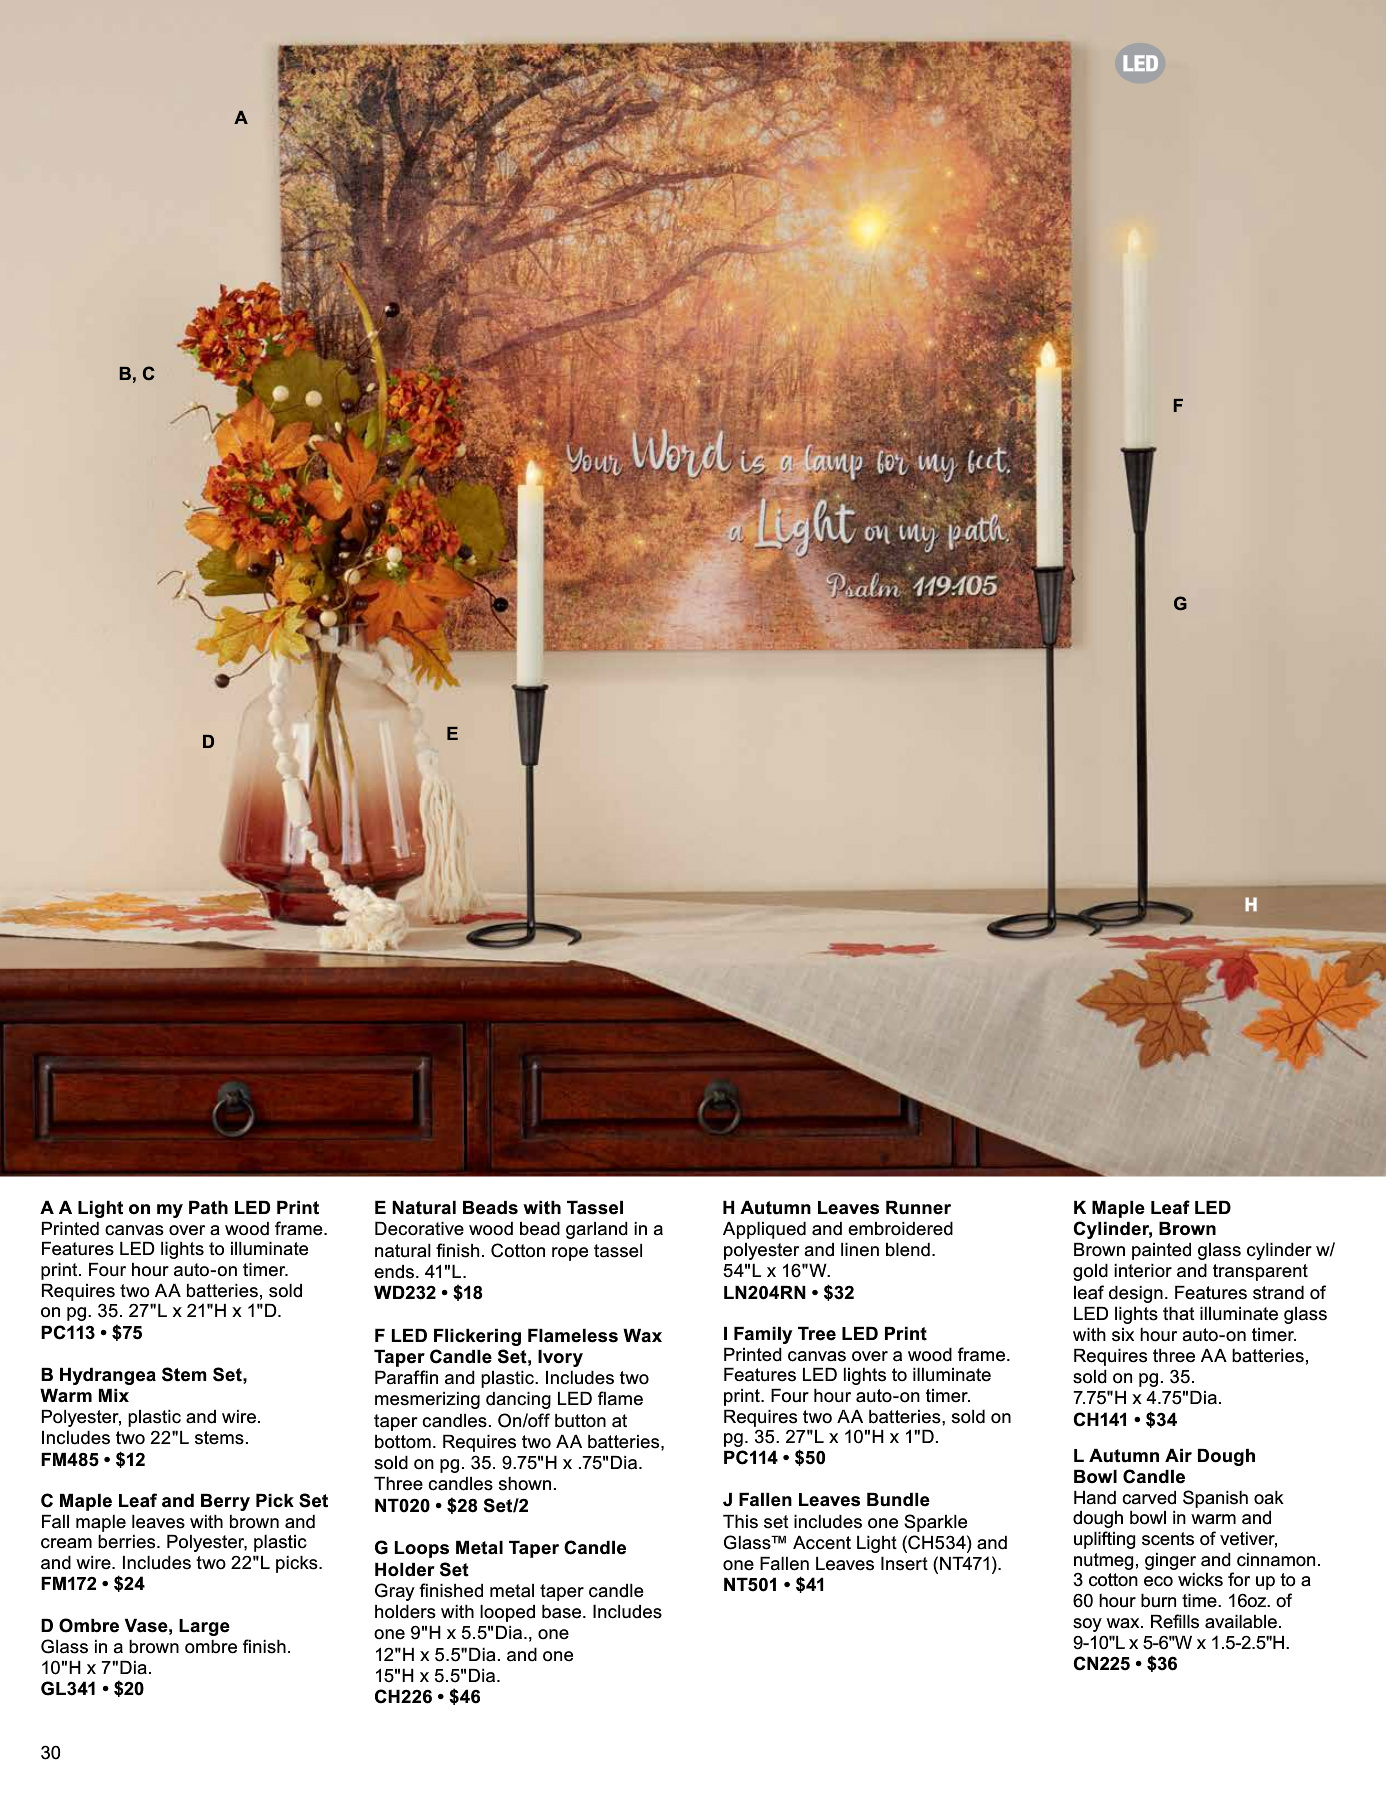 LED
A
B, C
Your Word is a lamp for my feet,
a Light on my path.
Psalm 119:105
F
G
D
E
H
A A Light on my Path LED Print
Printed canvas over a wood frame.
Features LED lights to illuminate
print. Four hour auto-on timer.
Requires two AA batteries, sold
on pg. 35. 27"L x 21"H x 1"D.
PC113 • $75
B Hydrangea Stem Set,
Warm Mix
Polyester, plastic and wire.
Includes two 22"L stems.
FM485 • $12
C Maple Leaf and Berry Pick Set
Fall maple leaves with brown and
cream berries. Polyester, plastic
and wire. Includes two 22"L picks.
FM172 • $24
D Ombre Vase, Large
Glass in a brown ombre finish.
10"H x 7"Dia.
GL341 • $20
E Natural Beads with Tassel
Decorative wood bead garland in a
natural finish. Cotton rope tassel
ends. 41"L.
WD232 • $18
F LED Flickering Flameless Wax
Taper Candle Set, Ivory
Paraffin and plastic. Includes two
mesmerizing dancing LED flame
taper candles. On/off button at
bottom. Requires two AA batteries,
sold on pg. 35. 9.75"H x .75"Dia.
Three candles shown.
NT020 • $28 Set/2
G Loops Metal Taper Candle
Holder Set
Gray finished metal taper candle
holders with looped base. Includes
one 9"H x 5.5"Dia., one
12"H x 5.5"Dia. and one
15"H x 5.5"Dia.
CH226 • $46
H Autumn Leaves Runner
Appliqued and embroidered
polyester and linen blend.
54"L x 16"W.
LN204RN • $32
I Family Tree LED Print
Printed canvas over a wood frame.
Features LED lights to illuminate
print. Four hour auto-on timer.
Requires two AA batteries, sold on
pg. 35. 27"L x 10"H x 1"D.
PC114 • $50
J Fallen Leaves Bundle
This set includes one Sparkle
Glass™ Accent Light (CH534) and
one Fallen Leaves Insert (NT471).
NT501 • $41
K Maple Leaf LED
Cylinder, Brown
Brown painted glass cylinder w/
gold interior and transparent
leaf design. Features strand of
LED lights that illuminate glass
with six hour auto-on timer.
Requires three AA batteries,
sold on pg. 35.
7.75"H x 4.75"Dia.
CH141 • $34
L Autumn Air Dough
Bowl Candle
Hand carved Spanish oak
dough bowl in warm and
uplifting scents of vetiver,
nutmeg, ginger and cinnamon.
3 cotton eco wicks for up to a
60 hour burn time. 16oz. of
soy wax. Refills available.
9-10"L x 5-6"W x 1.5-2.5"H.
CN225 • $36
30